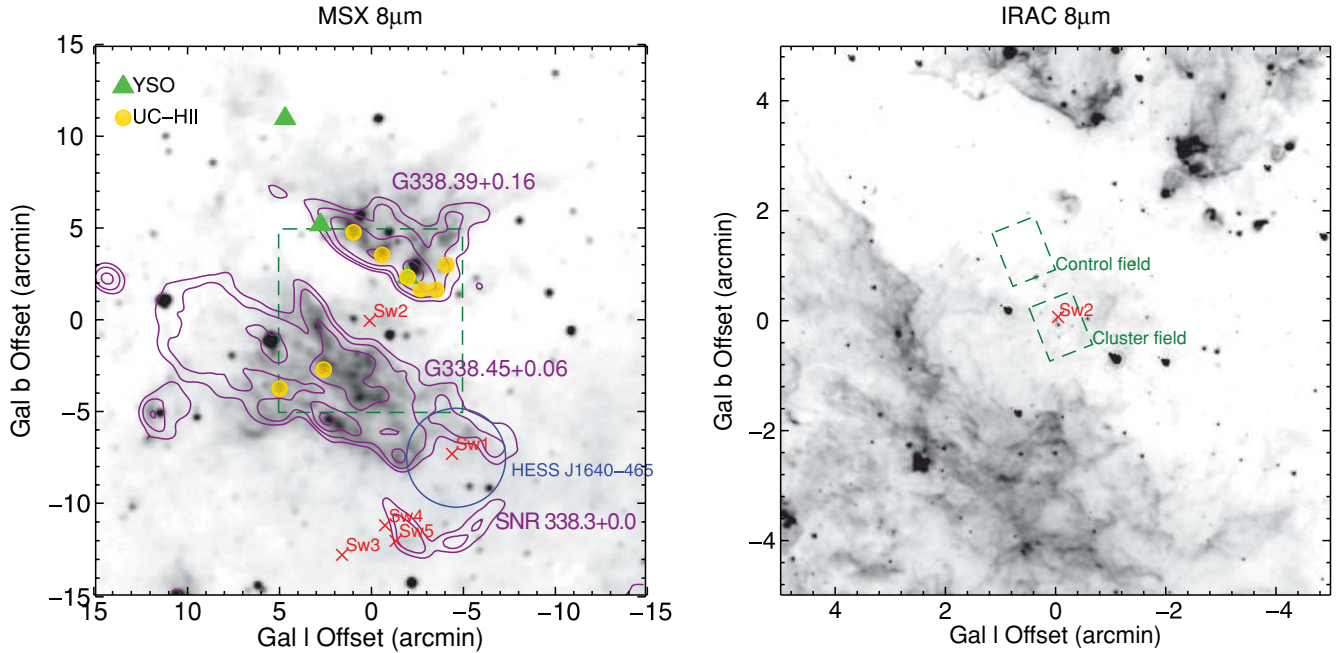 MSX 8μm
YSO
UC−HII
G338.39+0.16
Sw2
G338.45+0.06
Sw1
HESS J1640−465
Sw4
Sw5
Sw3
SNR 338.3+0.0
15
10
5
0
−5
−10
−15
15
10
5
0
−5
−10
−15
Gal b Offset (arcmin)
Gal l Offset (arcmin)
IRAC 8μm
Control field
Sw2
Cluster field
4
2
0
−2
−4
4
2
0
−2
−4
Gal b Offset (arcmin)
Gal l Offset (arcmin)